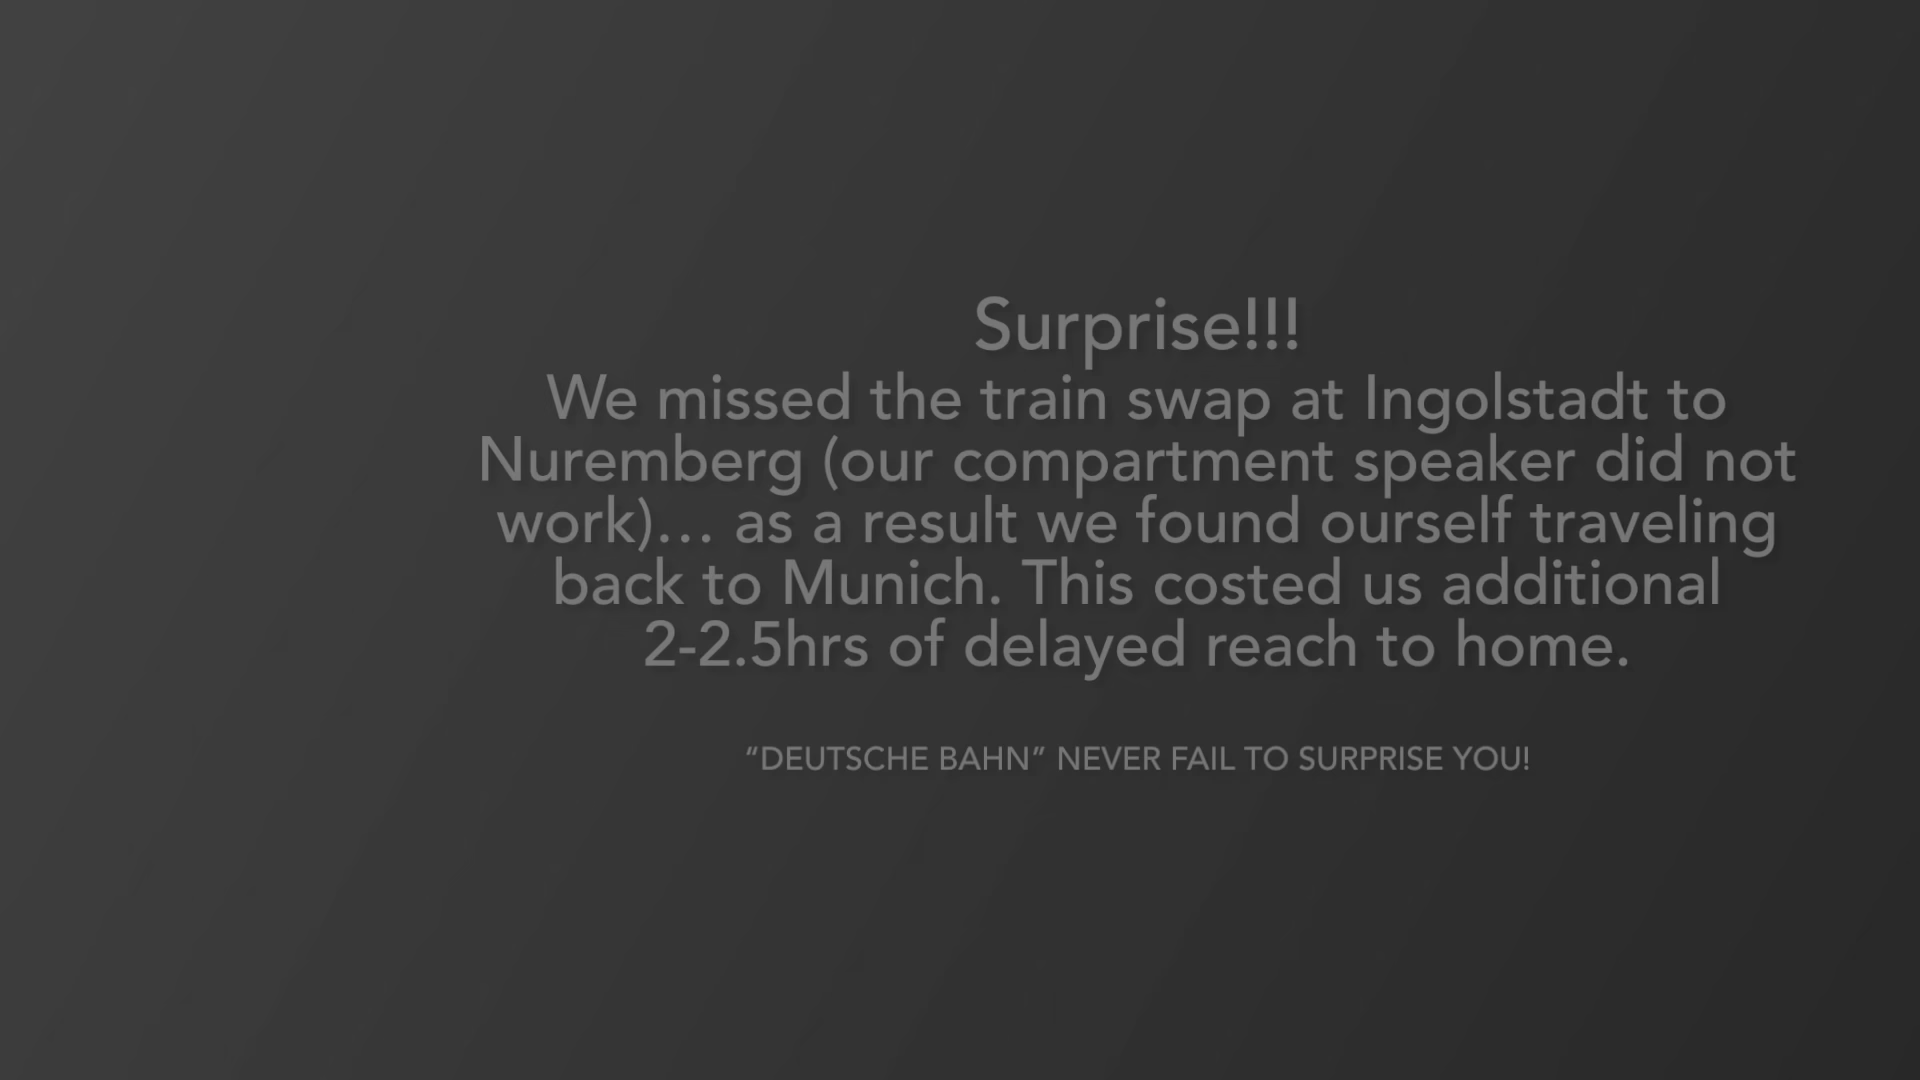 Surprise!!!
We missed the train swap at Ingolstadt to
Nuremberg (our compartment speaker did not
work)… as a result we found ourself traveling
back to Munich. This costed us additional
2-2.5hrs of delayed reach to home.
“DEUTSCHE BAHN” NEVER FAIL TO SURPRISE YOU!